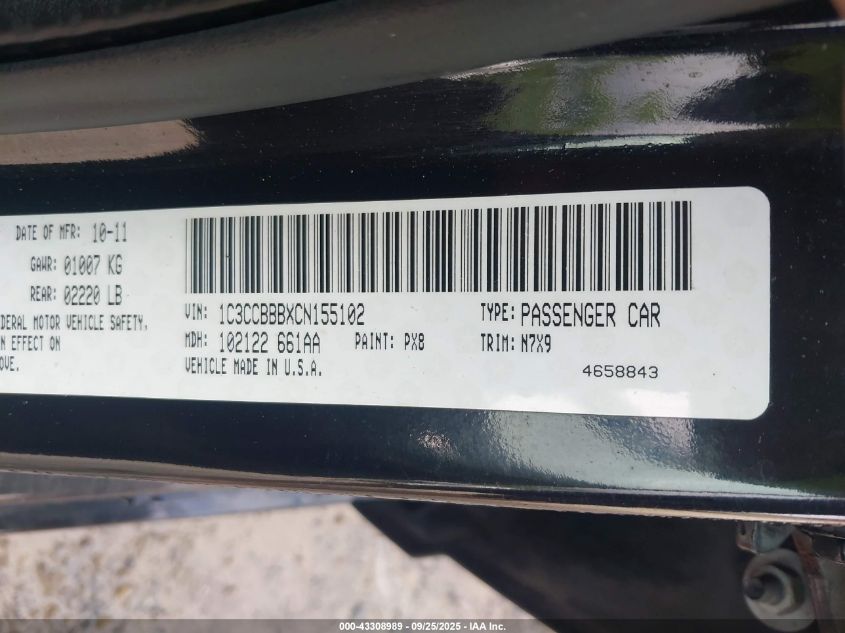 DATE OF MFR: 10-11
GAWR: 01007 KG
REAR: 02220 LB
DERAL MOTOR VEHICLE SAFETY,
N EFFECT ON
OVE.
VIN: 1C3CCBBBXCN155102 TYPE: PASSENGER CAR
MDH: 102122 661AA PAINT: PX8 TRIM: N7X9
VEHICLE MADE IN U.S.A. 4658843
000-43308989 - 09/25/2025 - IAA Inc.